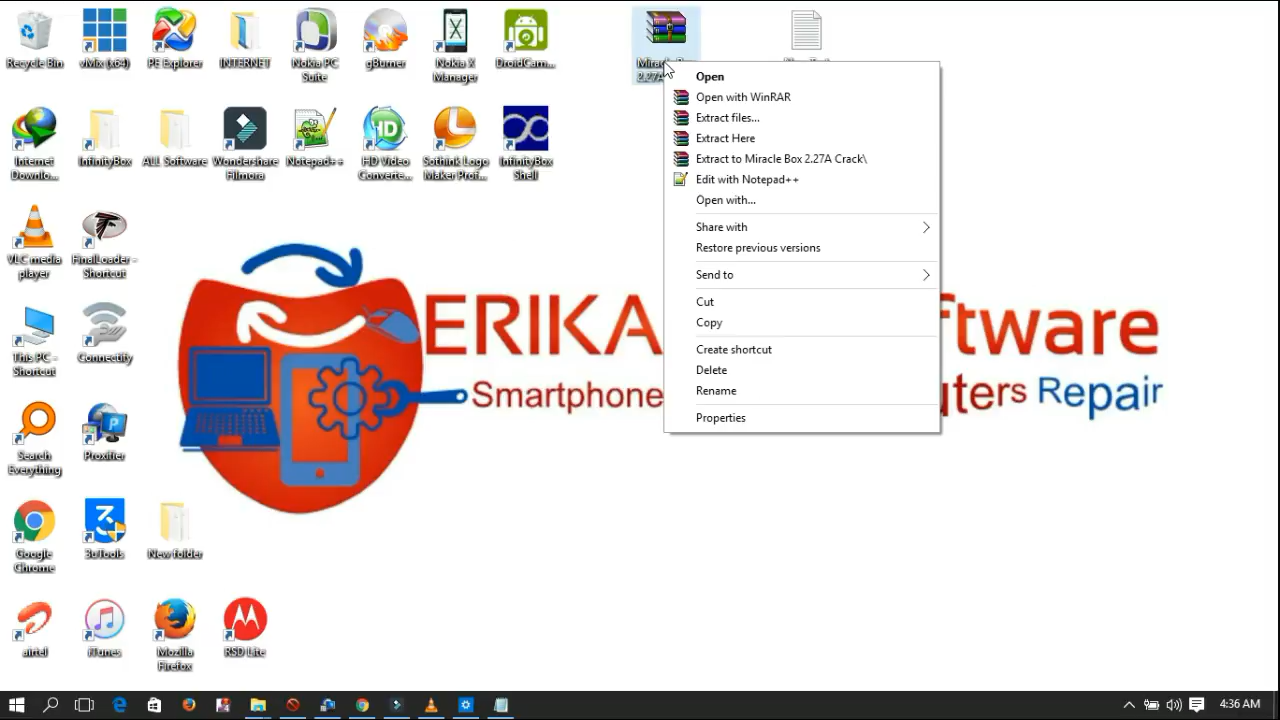 Recycle Bin
vMix (x64)
PE Explorer
INTERNET
Nokia PC
Suite
gBurner
Nokia X
Manager
DroidCam...
Open
Open with WinRAR
Extract files...
Extract Here
Extract to Miracle Box 2.27A Crack\
Edit with Notepad++
Open with...
Share with
Restore previous versions
Send to
Cut
Copy
Create shortcut
Delete
Rename
Properties
Internet
Downlo...
InfinityBox
ALL Software
Wondershare
Filmora
Notepad++
HD Video
Converte...
Sothink Logo
Maker Prof...
InfinityBox
Shell
VLC media
player
FinalLoader -
Shortcut
This PC -
Shortcut
Connectify
Search
Everything
Proxifier
Google
Chrome
3uTools
New folder
airtel
iTunes
Mozilla
Firefox
RSD Lite
ERIKA
ftware
Smartphone
uters Repair
4:36 AM